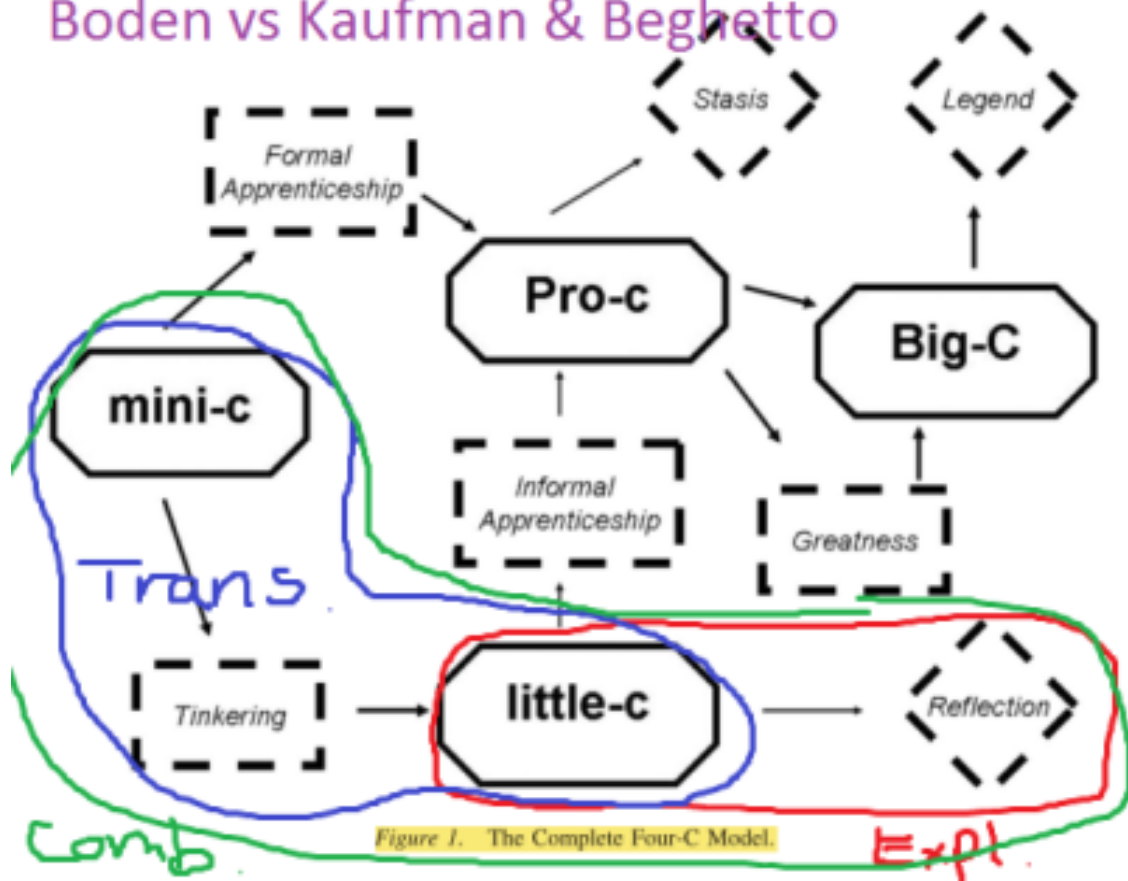 Boden vs Kaufman & Beghetto
Stasis
Legend
Formal
Apprenticeship
Pro-c
Big-C
mini-c
Informal
Apprenticeship
Greatness
Trans
Tinkering
little-c
Reflection
Comb.
Figure 1. The Complete Four-C Model.
Expl.